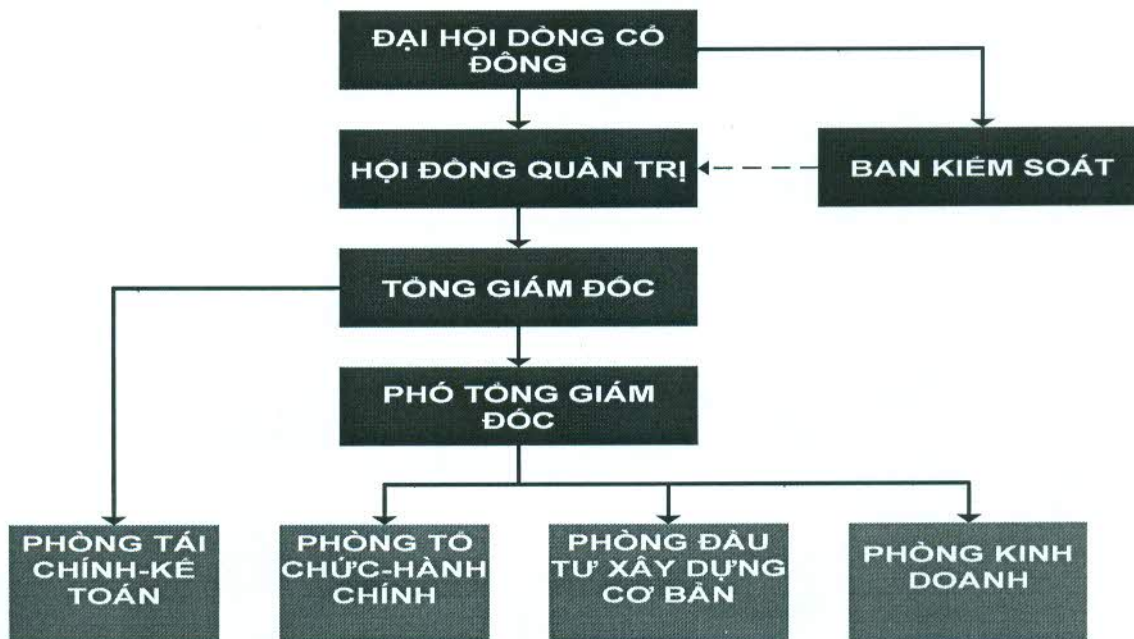 ĐẠI HỘI DÒNG CỔ
ĐÔNG
HỘI ĐỒNG QUẢN TRỊ
BAN KIỂM SOÁT
TỔNG GIÁM ĐỐC
PHÓ TỔNG GIÁM
ĐỐC
PHÒNG TÁI
CHÍNH-KẾ
TOÁN
PHÒNG TỔ
CHỨC-HÀNH
CHÍNH
PHÒNG ĐẦU
TƯ XÂY DỰNG
CƠ BẢN
PHÒNG KINH
DOANH